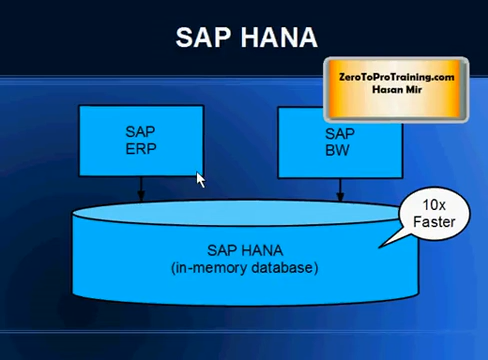 SAP HANA
ZeroToProTraining.com
Hasan Mir
SAP
ERP
SAP
BW
10x
Faster
SAP HANA
(in-memory database)